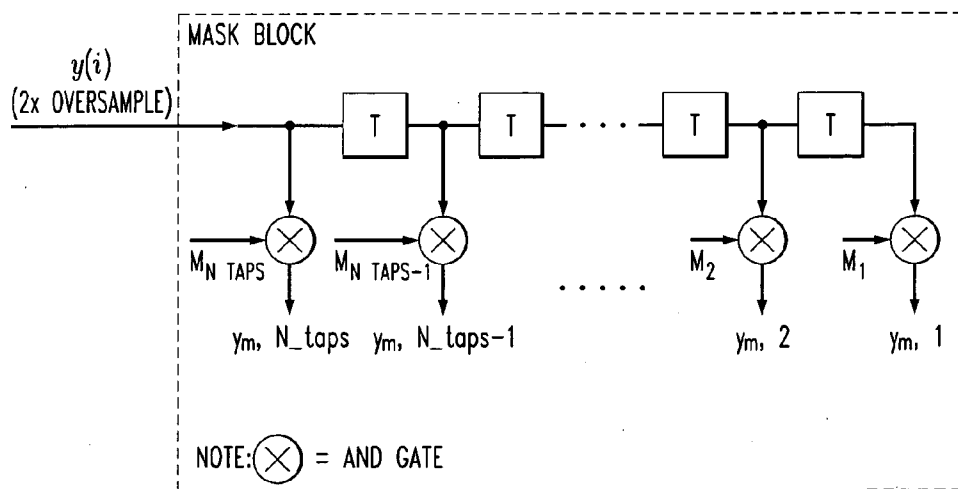 MASK BLOCK
y(i)
(2x OVERSAMPLE)
T T T T
M_N TAPS M_N TAPS-1 M_2 M_1
y_m, N_taps y_m, N_taps-1 y_m, 2 y_m, 1
NOTE: = AND GATE